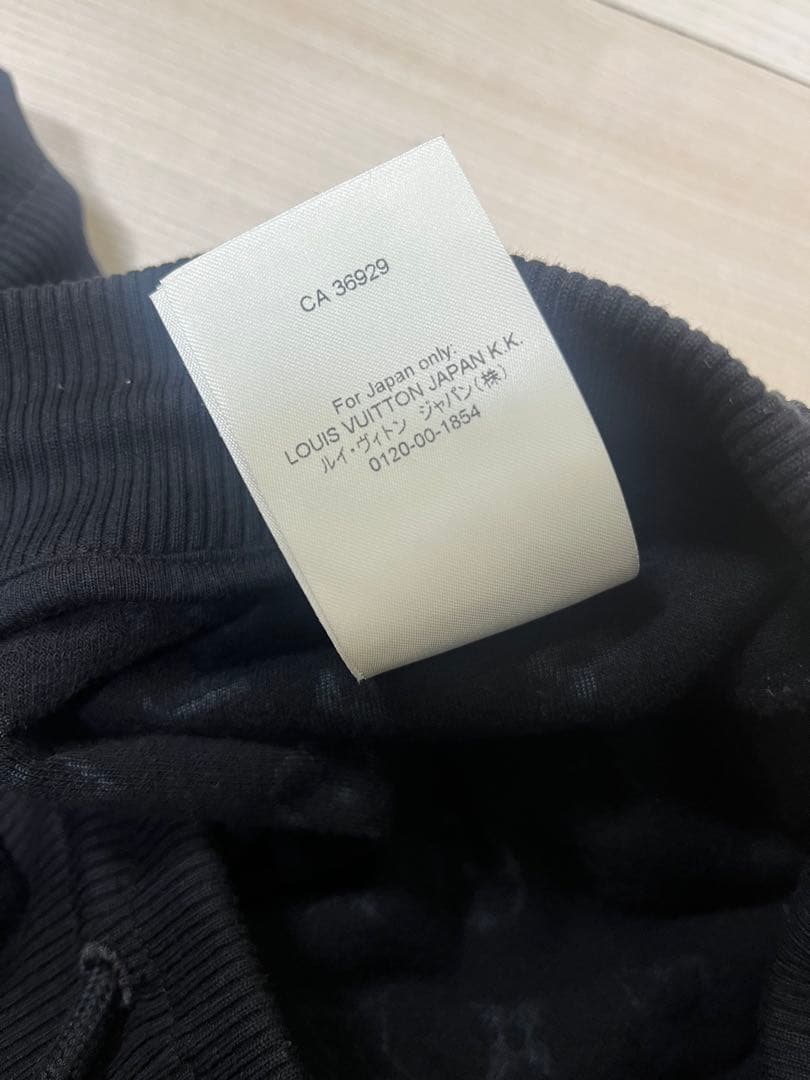 CA 36929
For Japan only:
LOUIS VUITTON JAPAN K.K.
ルイ・ヴィトン ジャパン(株)
0120-00-1854